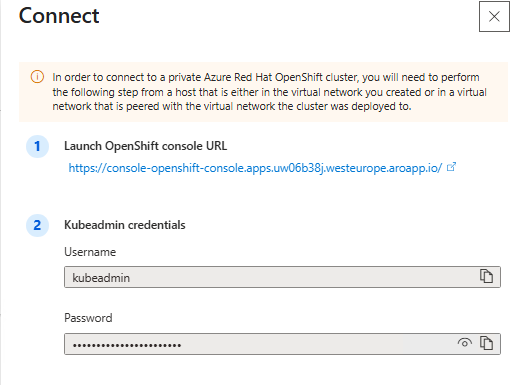 Connect
In order to connect to a private Azure Red Hat OpenShift cluster, you will need to perform
the following step from a host that is either in the virtual network you created or in a virtual
network that is peered with the virtual network the cluster was deployed to.
1 Launch OpenShift console URL
https://console-openshift-console.apps.uw06b38j.westeurope.aroapp.io/
2 Kubeadmin credentials
Username
kubeadmin
Password
•••••••••••••••••••••••